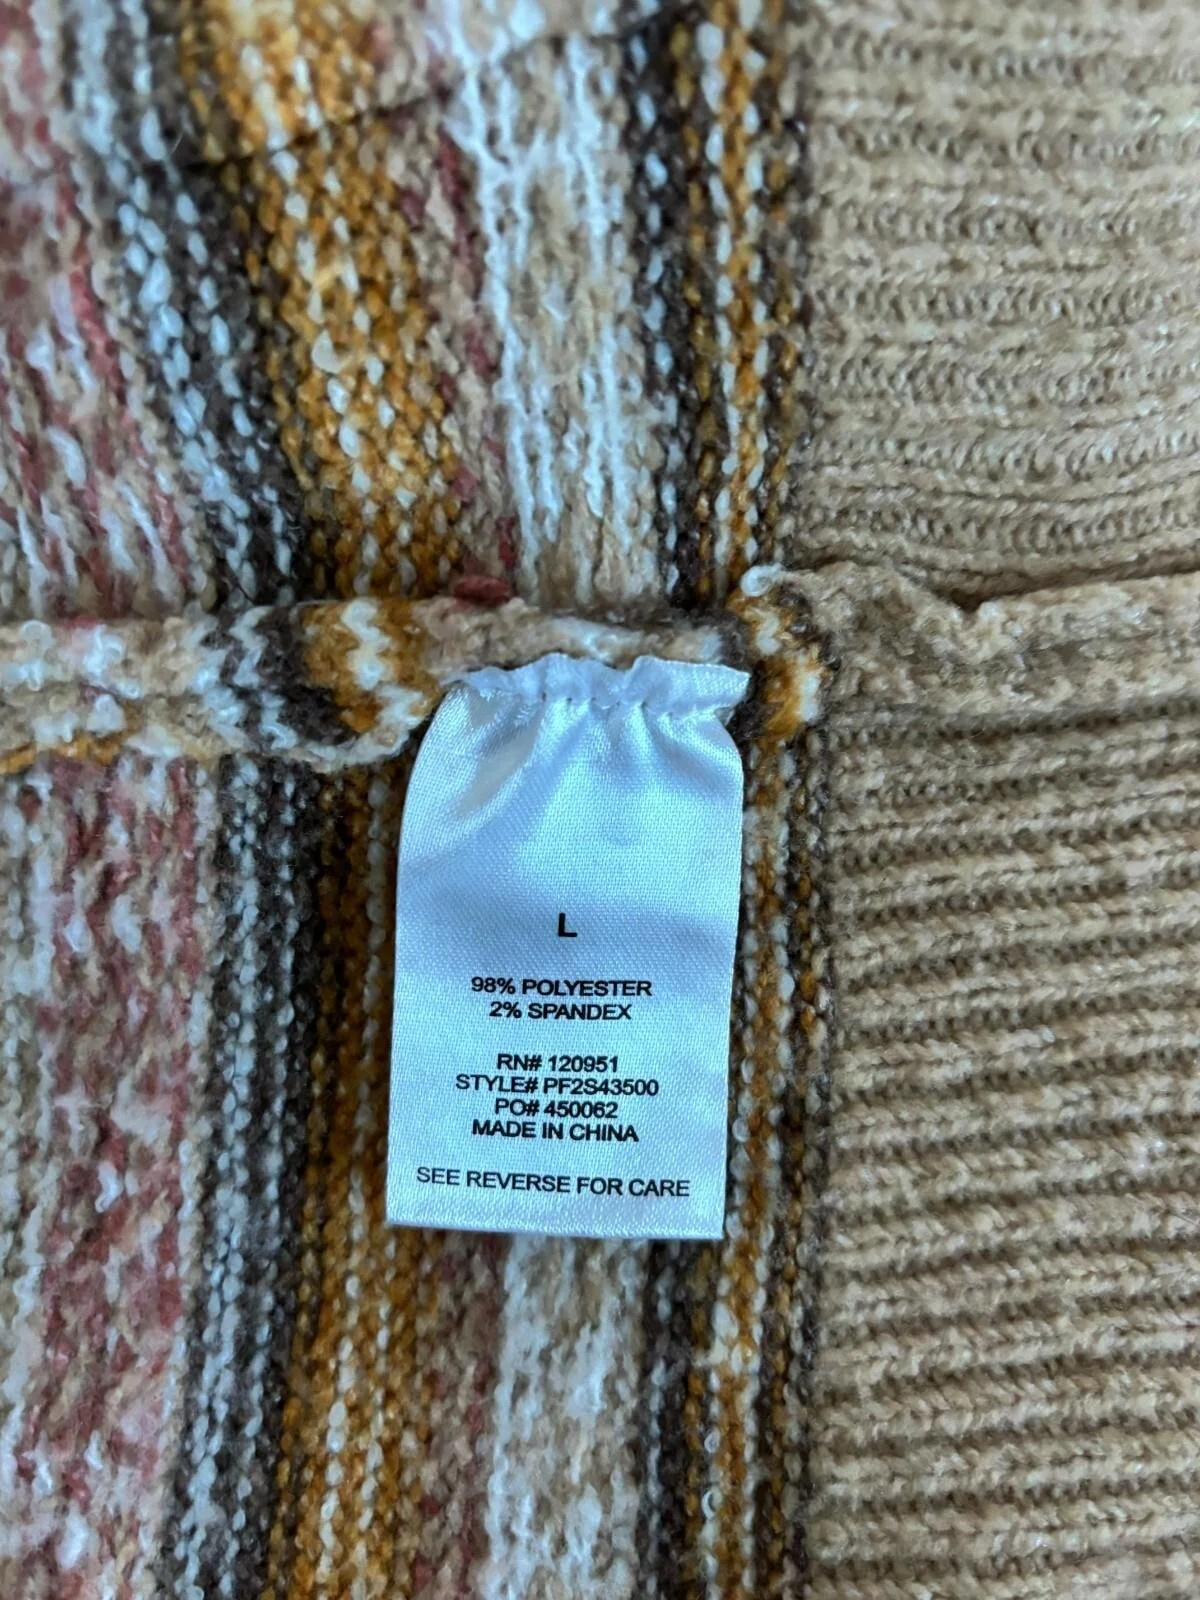 L
98% POLYESTER
2% SPANDEX
RN# 120951
STYLE# PF2S43500
PO# 450062
MADE IN CHINA
SEE REVERSE FOR CARE